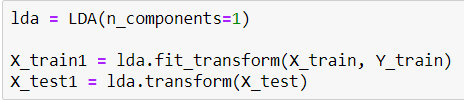 lda = LDA(n_components=1)
X_train1 = lda.fit_transform(X_train, Y_train)
X_test1 = lda.transform(X_test)